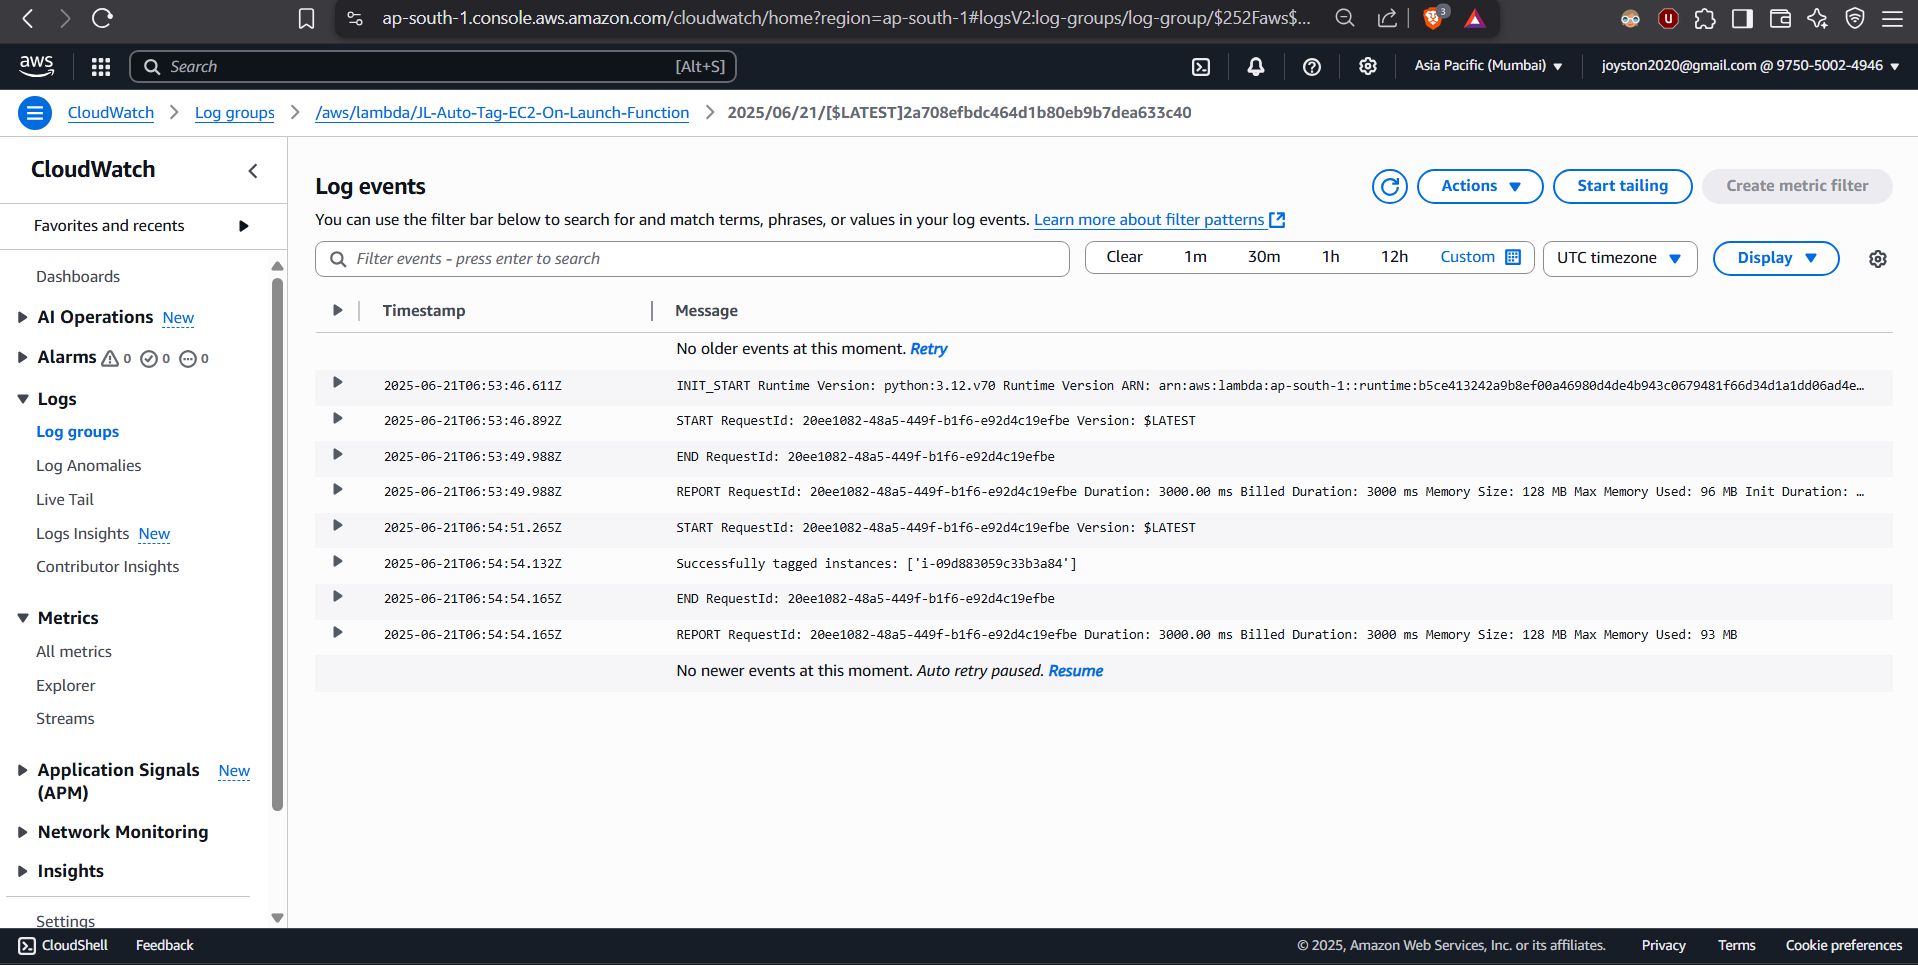 ap-south-1.console.aws.amazon.com/cloudwatch/home?region=ap-south-1#logsV2:log-groups/log-group/$252Faws$...
3
aws
Search [Alt+S]
Asia Pacific (Mumbai)
joyston2020@gmail.com @ 9750-5002-4946
CloudWatch
Log groups
/aws/lambda/JL-Auto-Tag-EC2-On-Launch-Function
2025/06/21/[$LATEST]2a708efbdc464d1b80eb9b7dea633c40
CloudWatch
Favorites and recents
Dashboards
AI Operations New
Alarms 0 0 0
Logs
Log groups
Log Anomalies
Live Tail
Logs Insights New
Contributor Insights
Metrics
All metrics
Explorer
Streams
Application Signals New
(APM)
Network Monitoring
Insights
Settings
Log events
Actions
Start tailing
Create metric filter
You can use the filter bar below to search for and match terms, phrases, or values in your log events. Learn more about filter patterns
Filter events - press enter to search
Clear 1m 30m 1h 12h Custom
UTC timezone
Display
Timestamp Message
No older events at this moment. Retry
2025-06-21T06:53:46.611Z INIT_START Runtime Version: python:3.12.v70 Runtime Version ARN: arn:aws:lambda:ap-south-1::runtime:b5ce413242a9b8ef00a46980d4de4b943c0679481f66d34d1a1dd06ad4e…
2025-06-21T06:53:46.892Z START RequestId: 20ee1082-48a5-449f-b1f6-e92d4c19efbe Version: $LATEST
2025-06-21T06:53:49.988Z END RequestId: 20ee1082-48a5-449f-b1f6-e92d4c19efbe
2025-06-21T06:53:49.988Z REPORT RequestId: 20ee1082-48a5-449f-b1f6-e92d4c19efbe Duration: 3000.00 ms Billed Duration: 3000 ms Memory Size: 128 MB Max Memory Used: 96 MB Init Duration: …
2025-06-21T06:54:51.265Z START RequestId: 20ee1082-48a5-449f-b1f6-e92d4c19efbe Version: $LATEST
2025-06-21T06:54:54.132Z Successfully tagged instances: ['i-09d883059c33b3a84']
2025-06-21T06:54:54.165Z END RequestId: 20ee1082-48a5-449f-b1f6-e92d4c19efbe
2025-06-21T06:54:54.165Z REPORT RequestId: 20ee1082-48a5-449f-b1f6-e92d4c19efbe Duration: 3000.00 ms Billed Duration: 3000 ms Memory Size: 128 MB Max Memory Used: 93 MB
No newer events at this moment. Auto retry paused. Resume
CloudShell Feedback
© 2025, Amazon Web Services, Inc. or its affiliates. Privacy Terms Cookie preferences